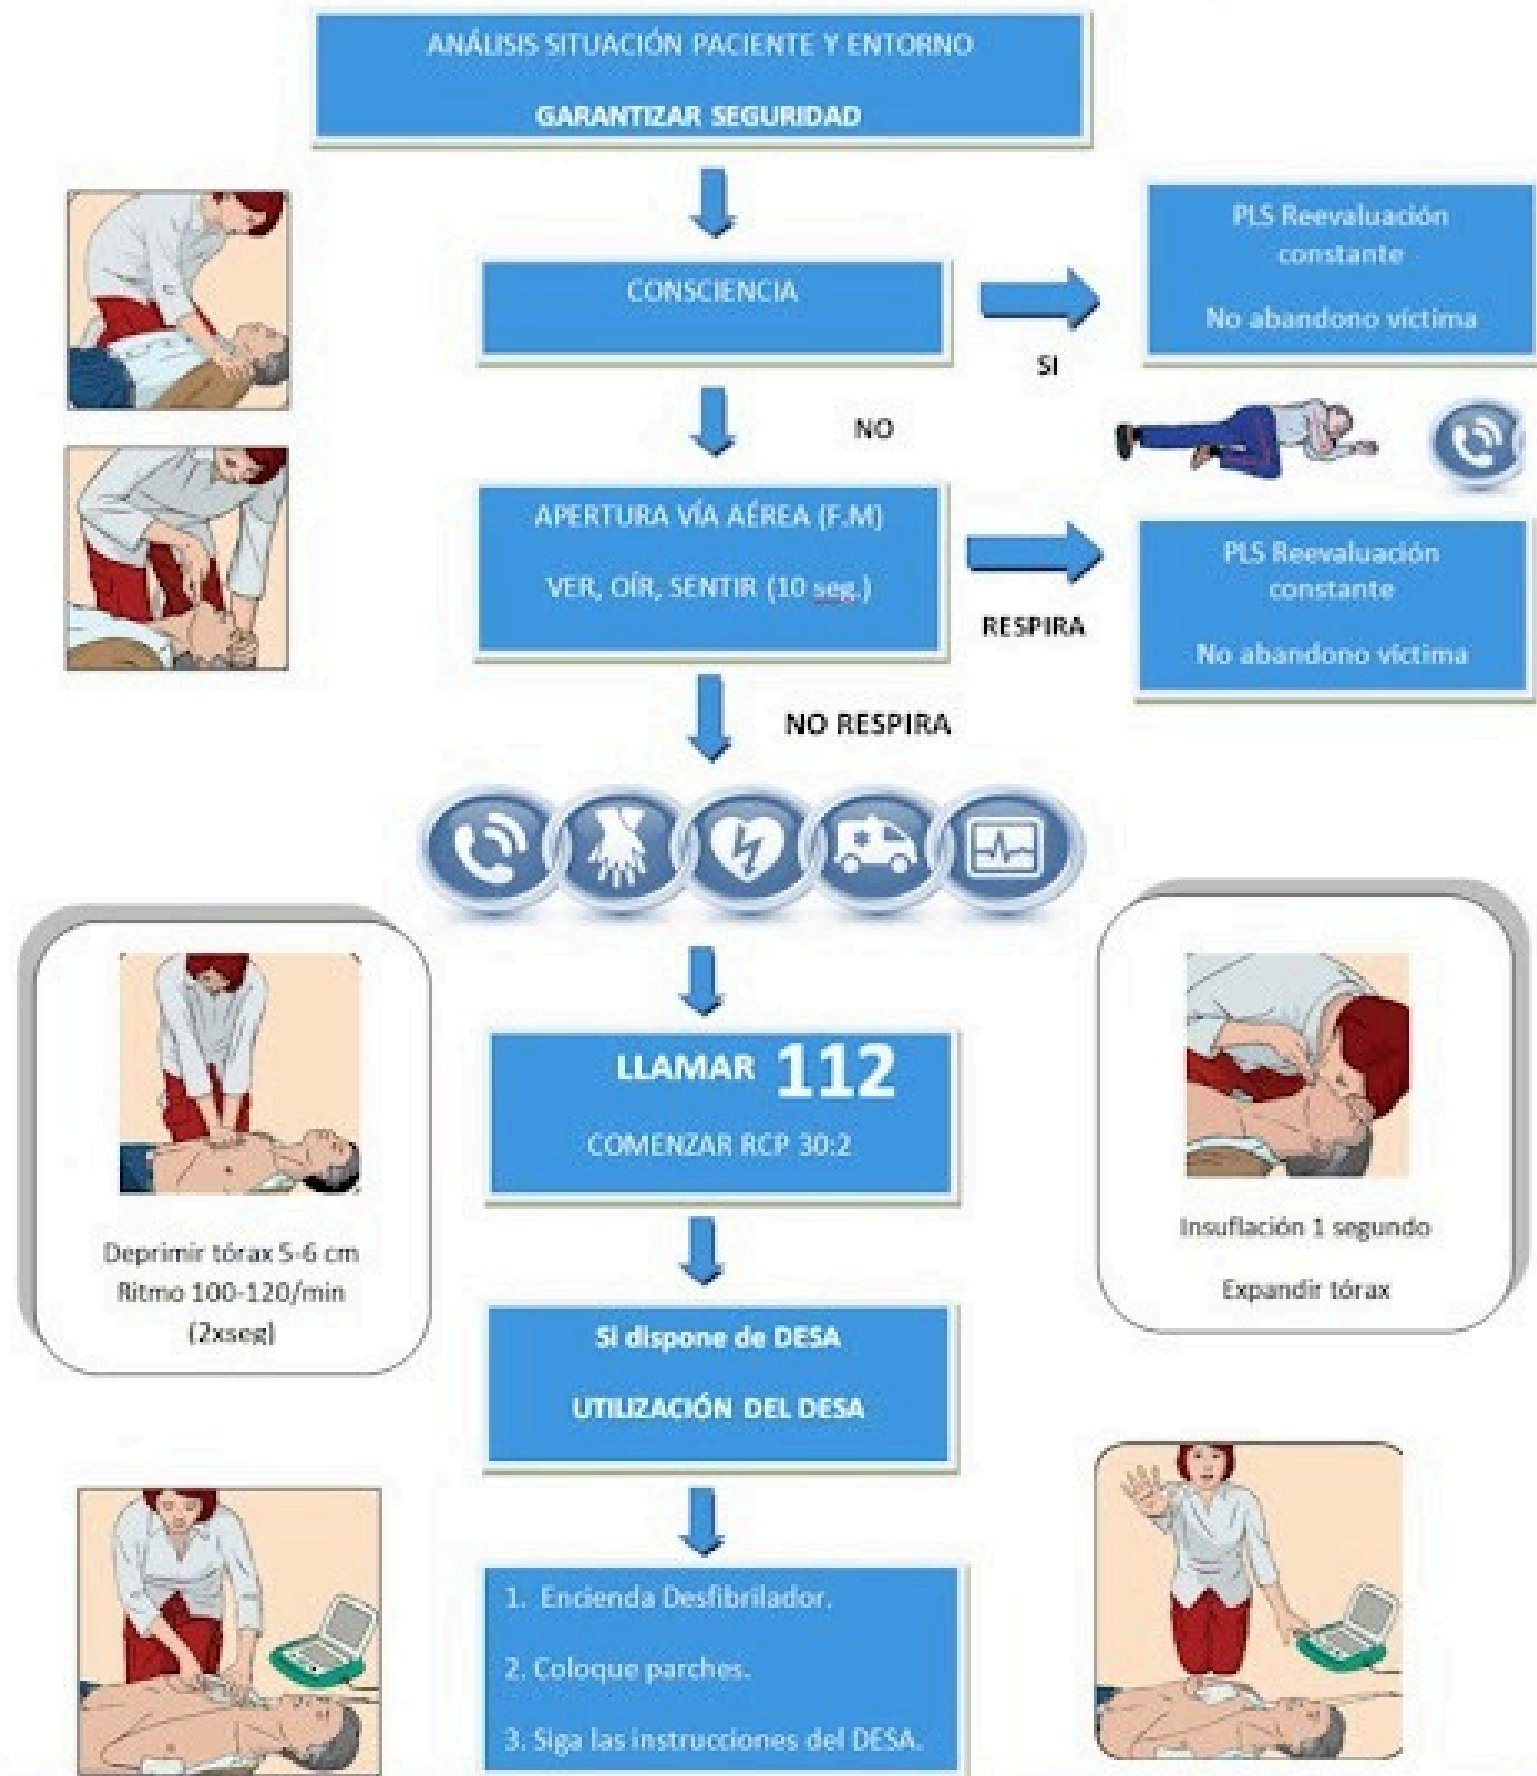 ANÁLISIS SITUACIÓN PACIENTE Y ENTORNO
GARANTIZAR SEGURIDAD
CONSCIENCIA
SI
PLS Reevaluación
constante
No abandono víctima
NO
APERTURA VÍA AÉREA (F.M)
VER, OÍR, SENTIR (10 seg.)
RESPIRA
PLS Reevaluación
constante
No abandono víctima
NO RESPIRA
LLAMAR 112
COMENZAR RCP 30:2
Deprimir tórax 5-6 cm
Ritmo 100-120/min
(2xseg)
Insuflación 1 segundo
Expandir tórax
Si dispone de DESA
UTILIZACIÓN DEL DESA
1. Encienda Desfibrilador.
2. Coloque parches.
3. Siga las instrucciones del DESA.